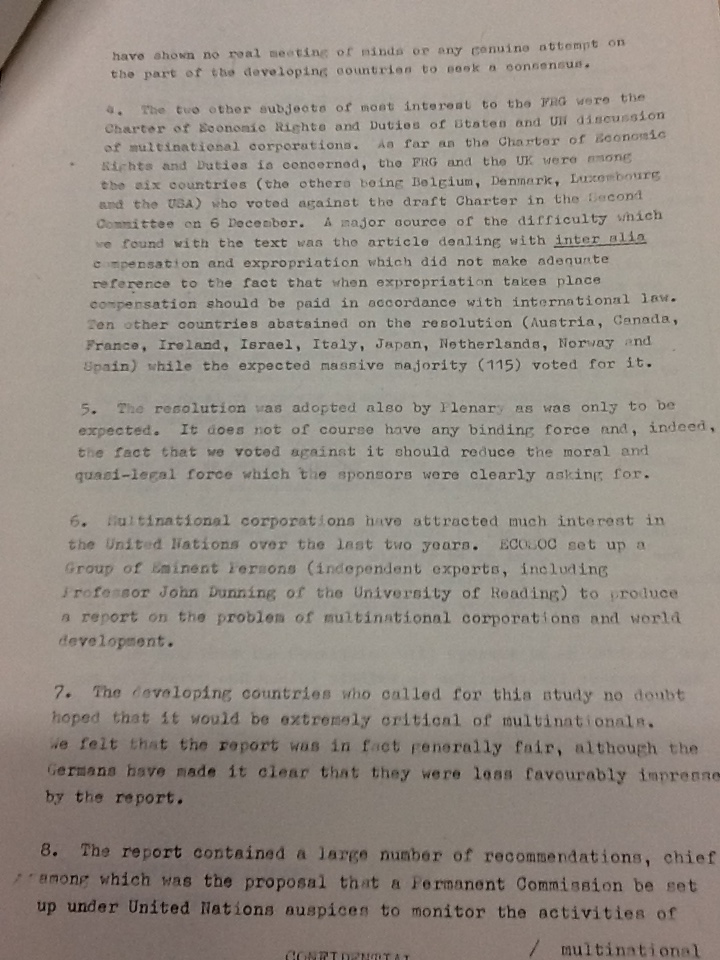 have shown no real meeting of minds or any genuine attempt on
the part of the developing countries to seek a consensus.
4. The two other subjects of most interest to the FRG were the
Charter of Economic Rights and Duties of States and UN discussion
of multinational corporations. As far as the Charter of Economic
Rights and Duties is concerned, the FRG and the UK were among
the six countries (the others being Belgium, Denmark, Luxembourg
and the USA) who voted against the draft Charter in the Second
Committee on 6 December. A major source of the difficulty which
we found with the text was the article dealing with inter alia
compensation and expropriation which did not make adequate
reference to the fact that when expropriation takes place
compensation should be paid in accordance with international law.
Ten other countries abstained on the resolution (Austria, Canada,
France, Ireland, Israel, Italy, Japan, Netherlands, Norway and
Spain) while the expected massive majority (115) voted for it.
5. The resolution was adopted also by Plenary as was only to be
expected. It does not of course have any binding force and, indeed,
the fact that we voted against it should reduce the moral and
quasi-legal force which the sponsors were clearly asking for.
6. Multinational corporations have attracted much interest in
the United Nations over the last two years. ECOSOC set up a
Group of Eminent Persons (independent experts, including
Professor John Dunning of the University of Reading) to produce
a report on the problem of multinational corporations and world
development.
7. The developing countries who called for this study no doubt
hoped that it would be extremely critical of multinationals.
We felt that the report was in fact generally fair, although the
Germans have made it clear that they were less favourably impresse
by the report.
8. The report contained a large number of recommendations, chief
among which was the proposal that a Permanent Commission be set
up under United Nations auspices to monitor the activities of
/ multinational
CONFIDENTIAL